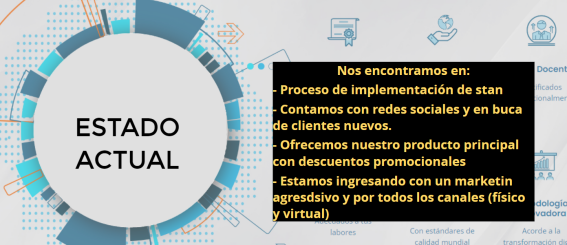 ESTADO
ACTUAL
Nos encontramos en:
- Proceso de implementación de stan
- Contamos con redes sociales y en buca
de clientes nuevos.
- Ofrecemos nuestro producto principal
con descuentos promocionales
- Estamos ingresando con un marketin
agresdsivo y por todos los canales (físico
y virtual)
Docent
ificados
cionalmen
odologio
vadora
labores
Con estándares de
calidad mundial
Acorde a la
transformación de